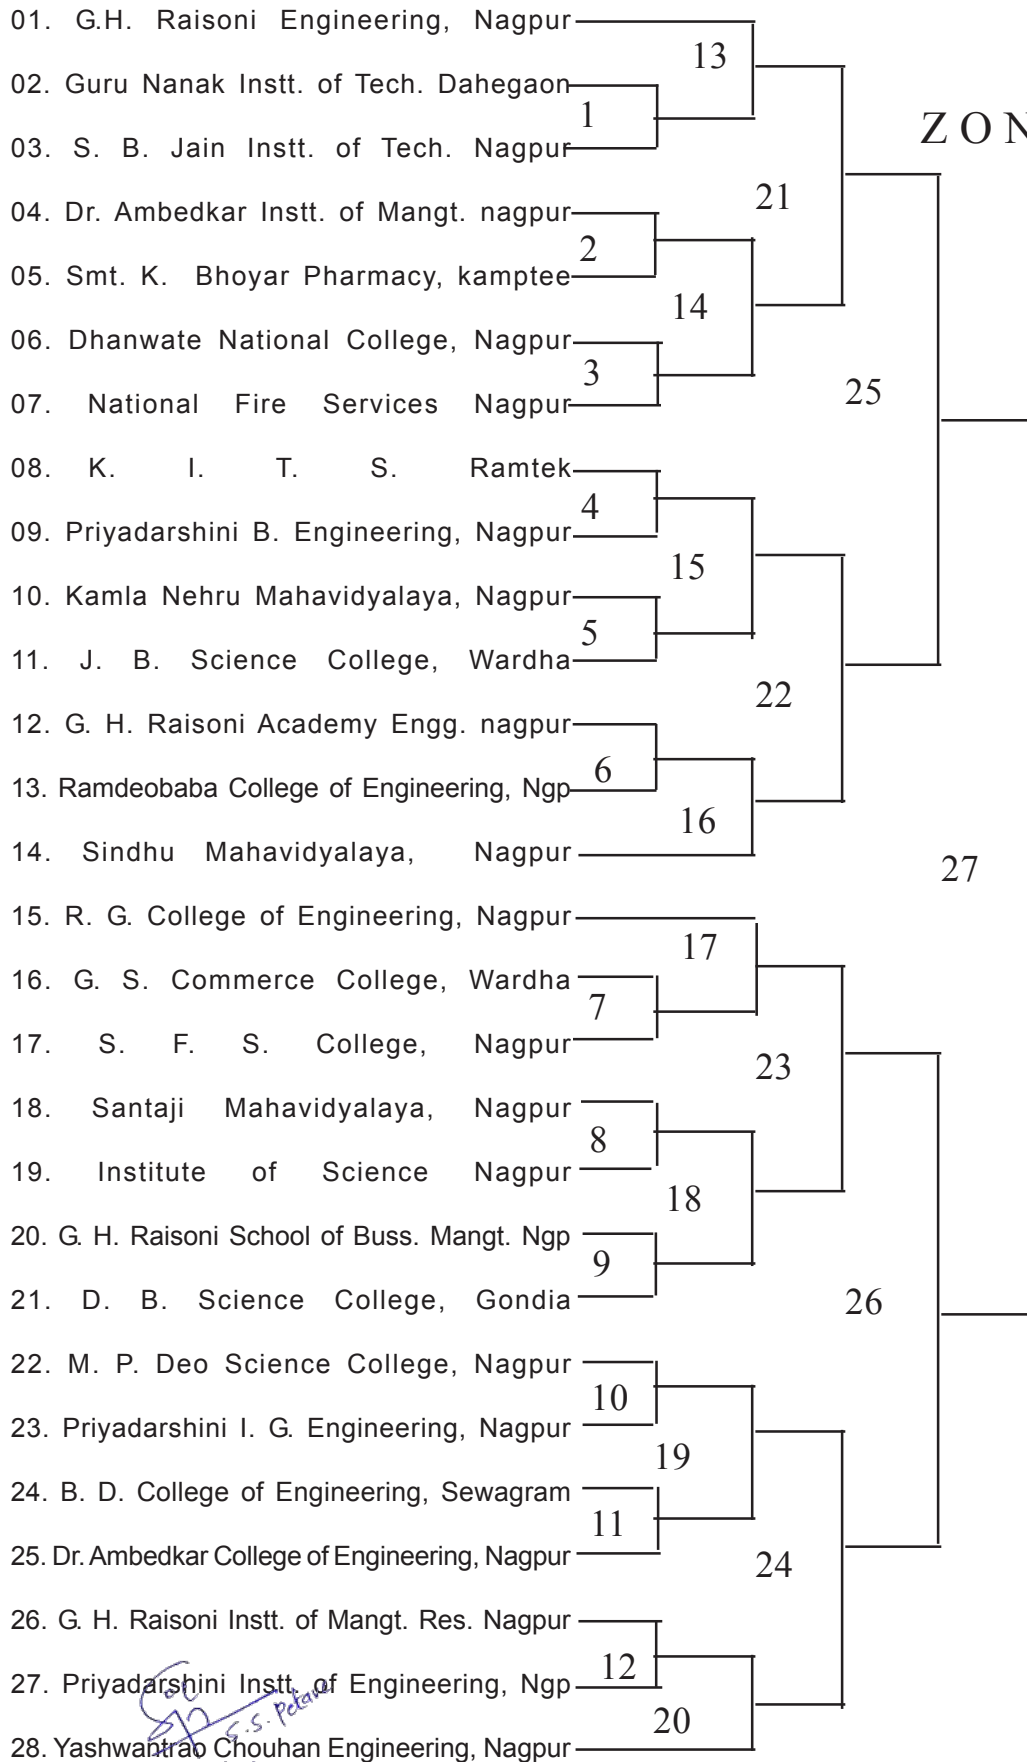 01. G.H. Raisoni Engineering, Nagpur
13
02. Guru Nanak Instt. of Tech. Dahegaon
1
Z O N
03. S. B. Jain Instt. of Tech. Nagpur
21
04. Dr. Ambedkar Instt. of Mangt. nagpur
2
05. Smt. K. Bhoyar Pharmacy, kamptee
14
06. Dhanwate National College, Nagpur
3
25
07. National Fire Services Nagpur
08. K. I. T. S. Ramtek
4
09. Priyadarshini B. Engineering, Nagpur
15
10. Kamla Nehru Mahavidyalaya, Nagpur
5
11. J. B. Science College, Wardha
22
12. G. H. Raisoni Academy Engg. nagpur
6
13. Ramdeobaba College of Engineering, Ngp
16
14. Sindhu Mahavidyalaya, Nagpur
27
15. R. G. College of Engineering, Nagpur
17
16. G. S. Commerce College, Wardha
7
17. S. F. S. College, Nagpur
23
18. Santaji Mahavidyalaya, Nagpur
8
19. Institute of Science Nagpur
18
20. G. H. Raisoni School of Buss. Mangt. Ngp
9
21. D. B. Science College, Gondia
26
22. M. P. Deo Science College, Nagpur
10
23. Priyadarshini I. G. Engineering, Nagpur
19
24. B. D. College of Engineering, Sewagram
11
25. Dr. Ambedkar College of Engineering, Nagpur
24
26. G. H. Raisoni Instt. of Mangt. Res. Nagpur
12
27. Priyadarshini Instt. of Engineering, Ngp
S.S. Petare
20
28. Yashwantrao Chouhan Engineering, Nagpur